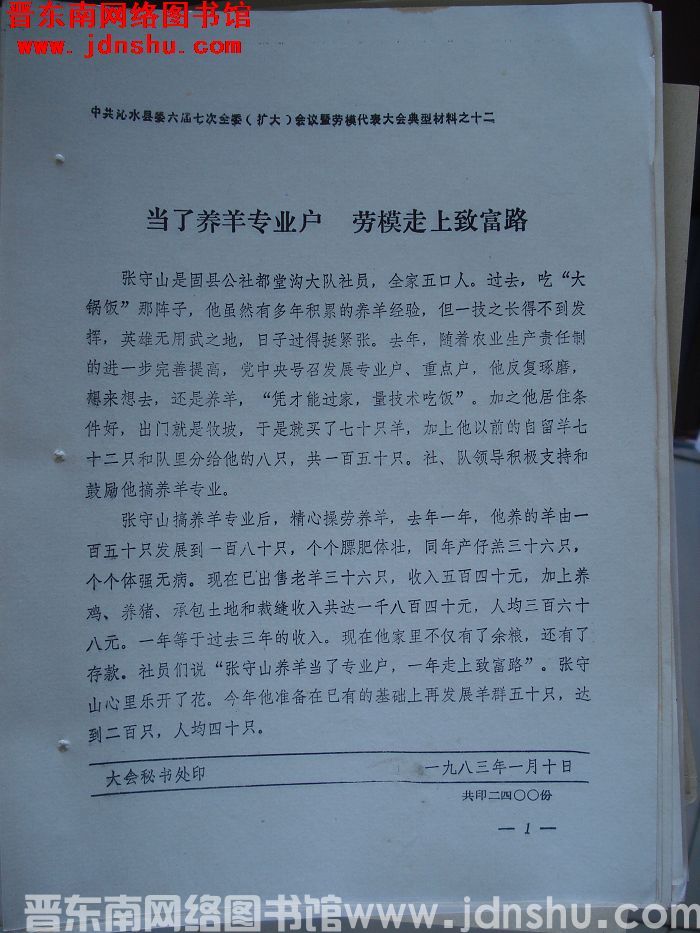 晋东南网络图书馆
www.jdnshu.com
中共沁水县委六届七次全委（扩大）会议暨劳模代表大会典型材料之十二
当了养羊专业户 劳模走上致富路
张守山是固县公社都堂沟大队社员，全家五口人。过去，吃“大
锅饭”那阵子，他虽然有多年积累的养羊经验，但一技之长得不到发
挥，英雄无用武之地，日子过得挺紧张。去年，随着农业生产责任制
的进一步完善提高，党中央号召发展专业户、重点户，他反复琢磨，
想来想去，还是养羊，“凭才能过家，量技术吃饭”。加之他居住条
件好，出门就是牧坡，于是就买了七十只羊，加上他以前的自留羊七
十二只和队里分给他的八只，共一百五十只。社、队领导积极支持和
鼓励他搞养羊专业。
张守山搞养羊专业后，精心操劳养羊，去年一年，他养的羊由一
百五十只发展到一百八十只，个个膘肥体壮，同年产仔羔三十六只，
个个体强无病。现在已出售老羊三十六只，收入五百四十元，加上养
鸡、养猪、承包土地和裁缝收入共达一千八百四十元，人均三百六十
八元。一年等于过去三年的收入。现在他家里不仅有了余粮，还有了
存款。社员们说“张守山养羊当了专业户，一年走上致富路”。张守
山心里乐开了花。今年他准备在已有的基础上再发展羊群五十只，达
到二百只，人均四十只。
大会秘书处印 一九八三年一月十日
共印二四〇〇份
— 1 —
晋东南网络图书馆 www.jdnshu.com